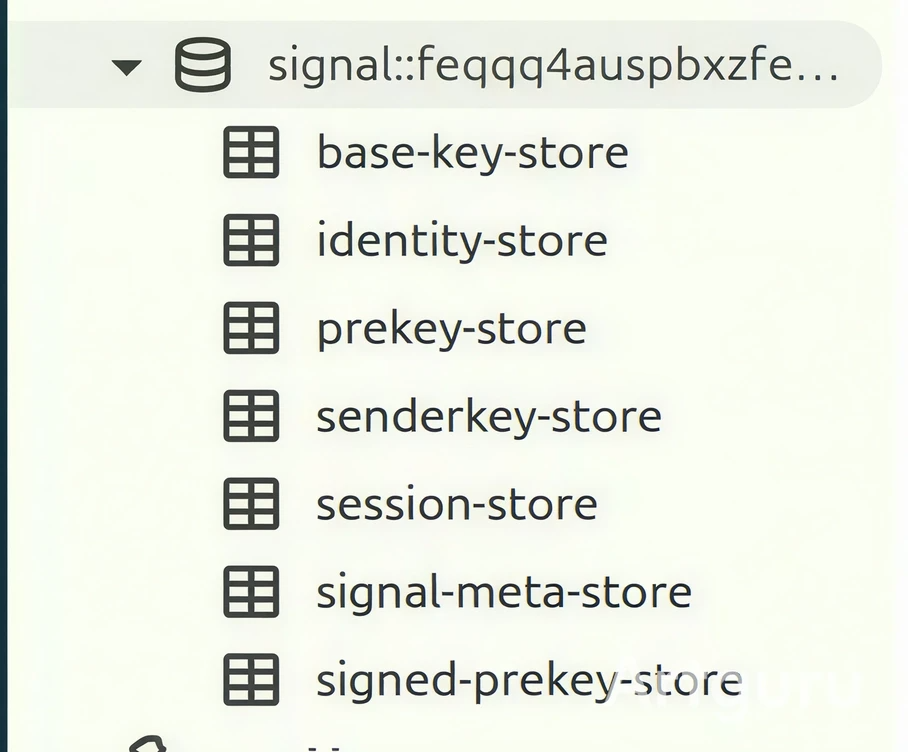 signal::feqqq4auspbxzfe...
base-key-store
identity-store
prekey-store
senderkey-store
session-store
signal-meta-store
signed-prekey-store